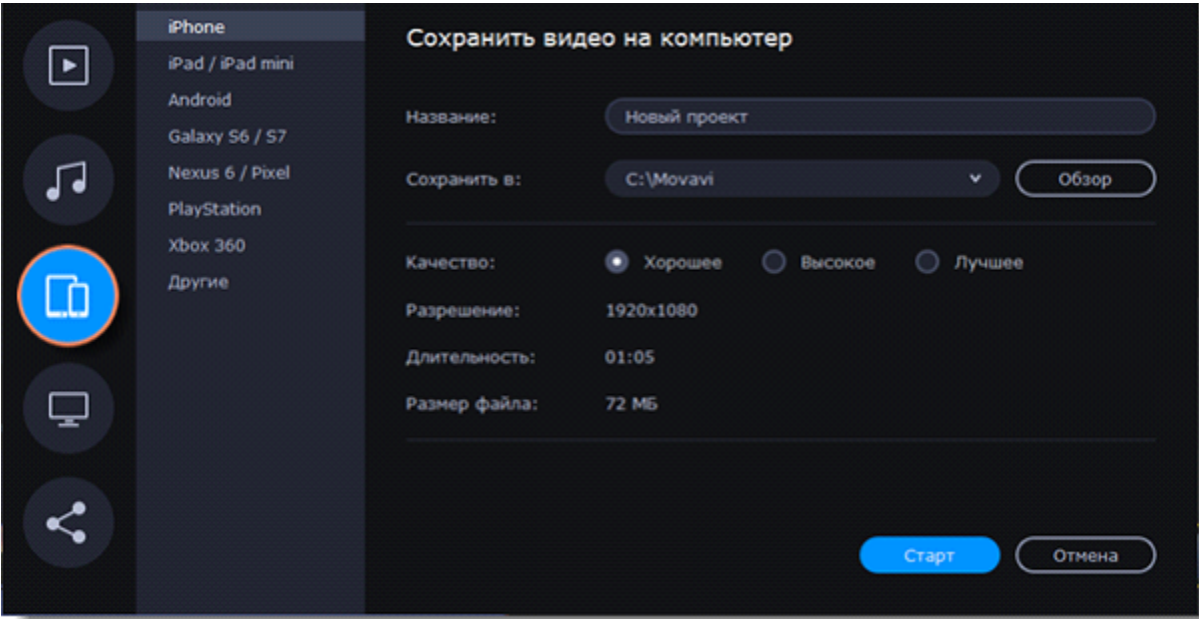 iPhone
iPad / iPad mini
Android
Galaxy S6 / S7
Nexus 6 / Pixel
PlayStation
Xbox 360
Другие
Сохранить видео на компьютер
Название: Новый проект
Сохранить в: C:\Movavi Обзор
Качество: Хорошее Высокое Лучшее
Разрешение: 1920x1080
Длительность: 01:05
Размер файла: 72 МБ
Старт Отмена